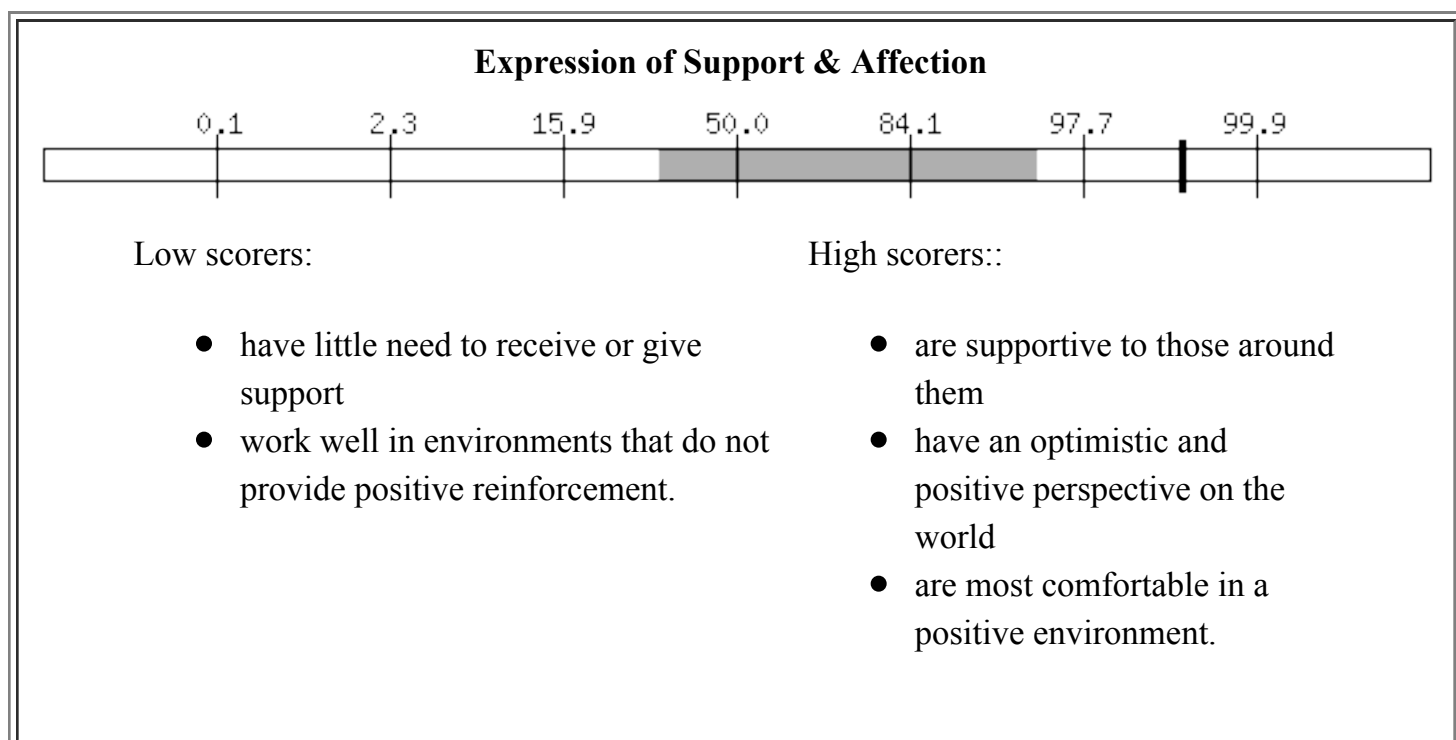 Expression of Support & Affection
0.1 2.3 15.9 50.0 84.1 97.7 99.9
Low scorers:
● have little need to receive or give
support
● work well in environments that do not
provide positive reinforcement.
High scorers::
● are supportive to those around
them
● have an optimistic and
positive perspective on the
world
● are most comfortable in a
positive environment.